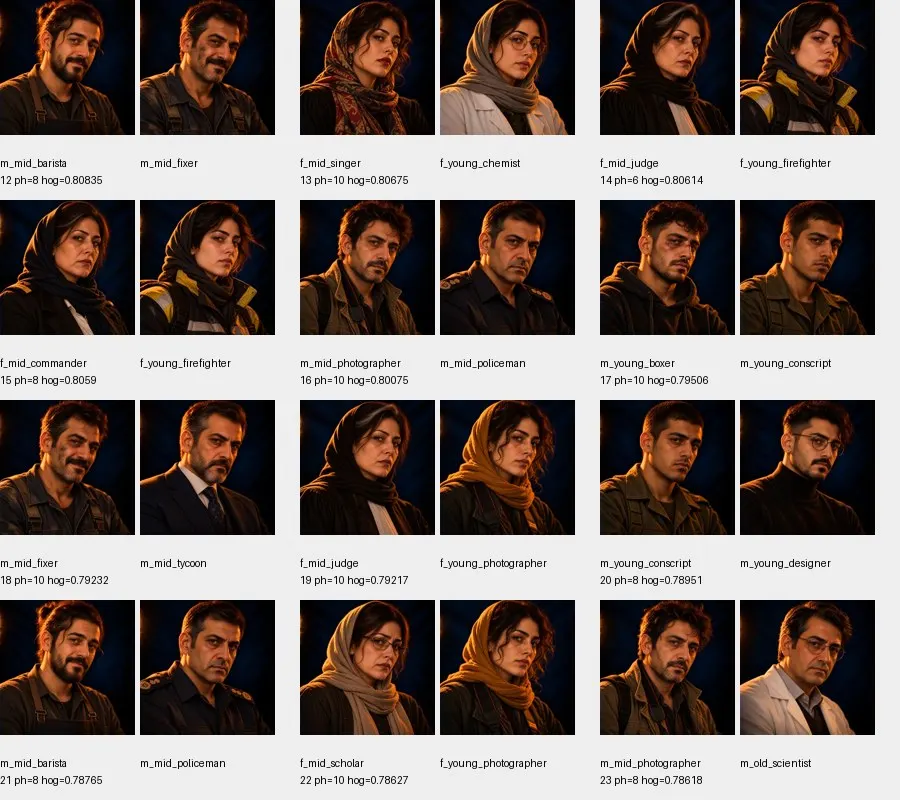 m_mid_barista m_mid_fixer f_mid_singer f_young_chemist f_mid_judge f_young_firefighter
12 ph=8 hog=0.80835 13 ph=10 hog=0.80675 14 ph=6 hog=0.80614
f_mid_commander f_young_firefighter m_mid_photographer m_mid_policeman m_young_boxer m_young_conscript
15 ph=8 hog=0.8059 16 ph=10 hog=0.80075 17 ph=10 hog=0.79506
m_mid_fixer m_mid_tycoon f_mid_judge f_young_photographer m_young_conscript m_young_designer
18 ph=10 hog=0.79232 19 ph=10 hog=0.79217 20 ph=8 hog=0.78951
m_mid_barista m_mid_policeman f_mid_scholar f_young_photographer m_mid_photographer m_old_scientist
21 ph=8 hog=0.78765 22 ph=10 hog=0.78627 23 ph=8 hog=0.78618